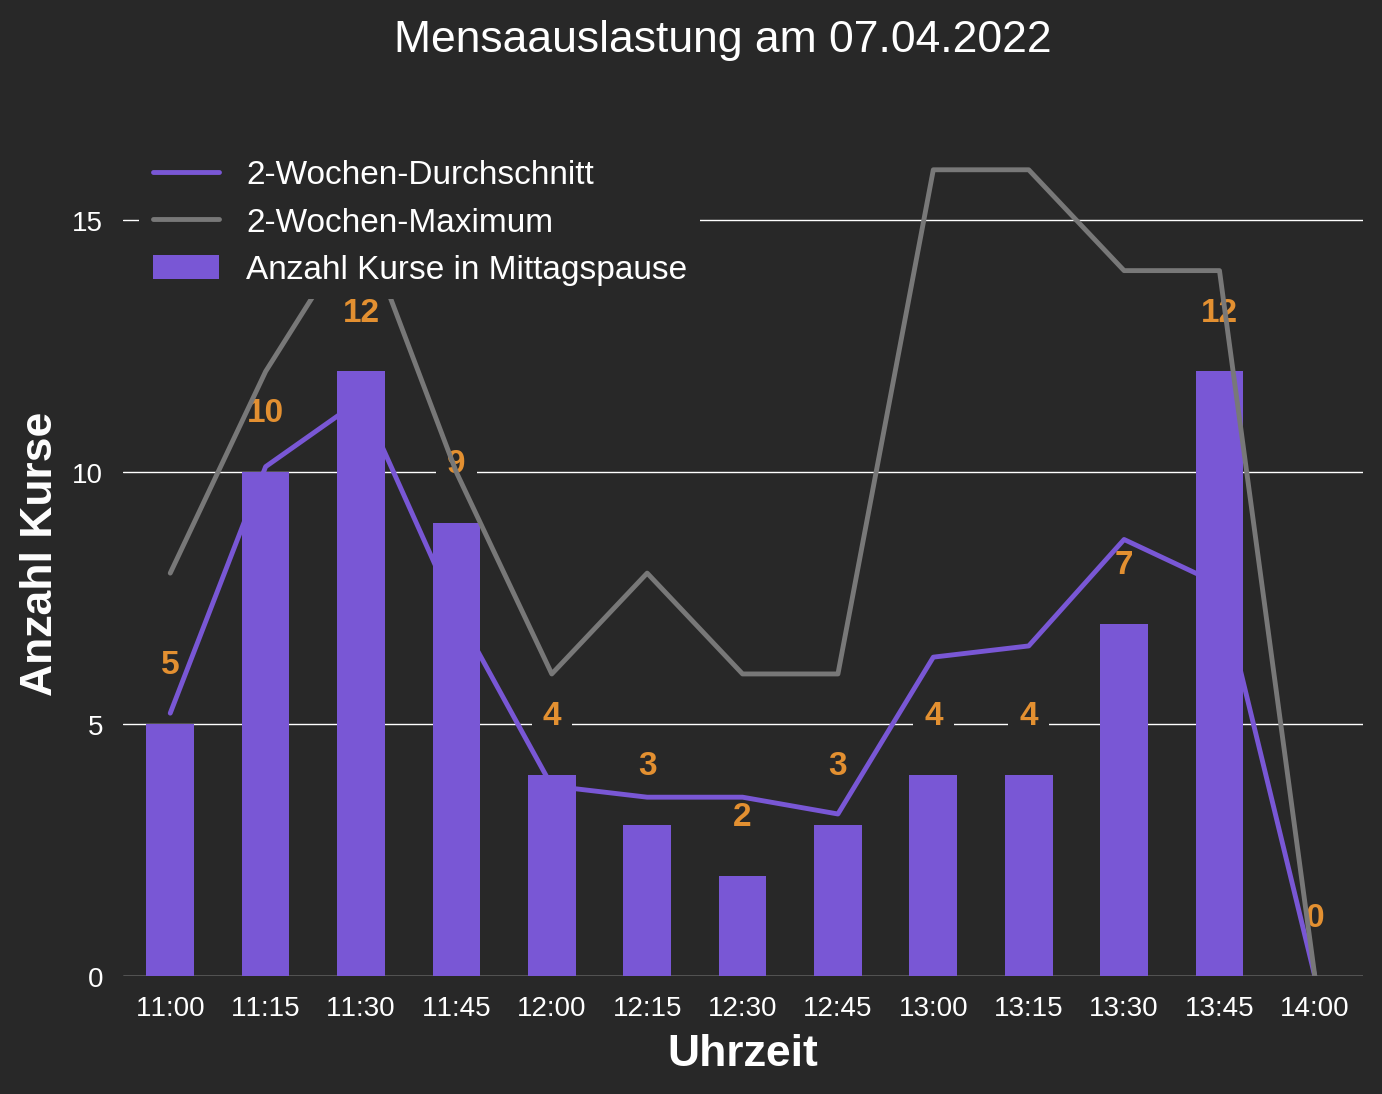 Mensaauslastung am 07.04.2022
2-Wochen-Durchschnitt
2-Wochen-Maximum
Anzahl Kurse in Mittagspause
Anzahl Kurse
15
10
5
0
5
10
12
9
4
3
2
3
4
4
7
12
0
11:00 11:15 11:30 11:45 12:00 12:15 12:30 12:45 13:00 13:15 13:30 13:45 14:00
Uhrzeit